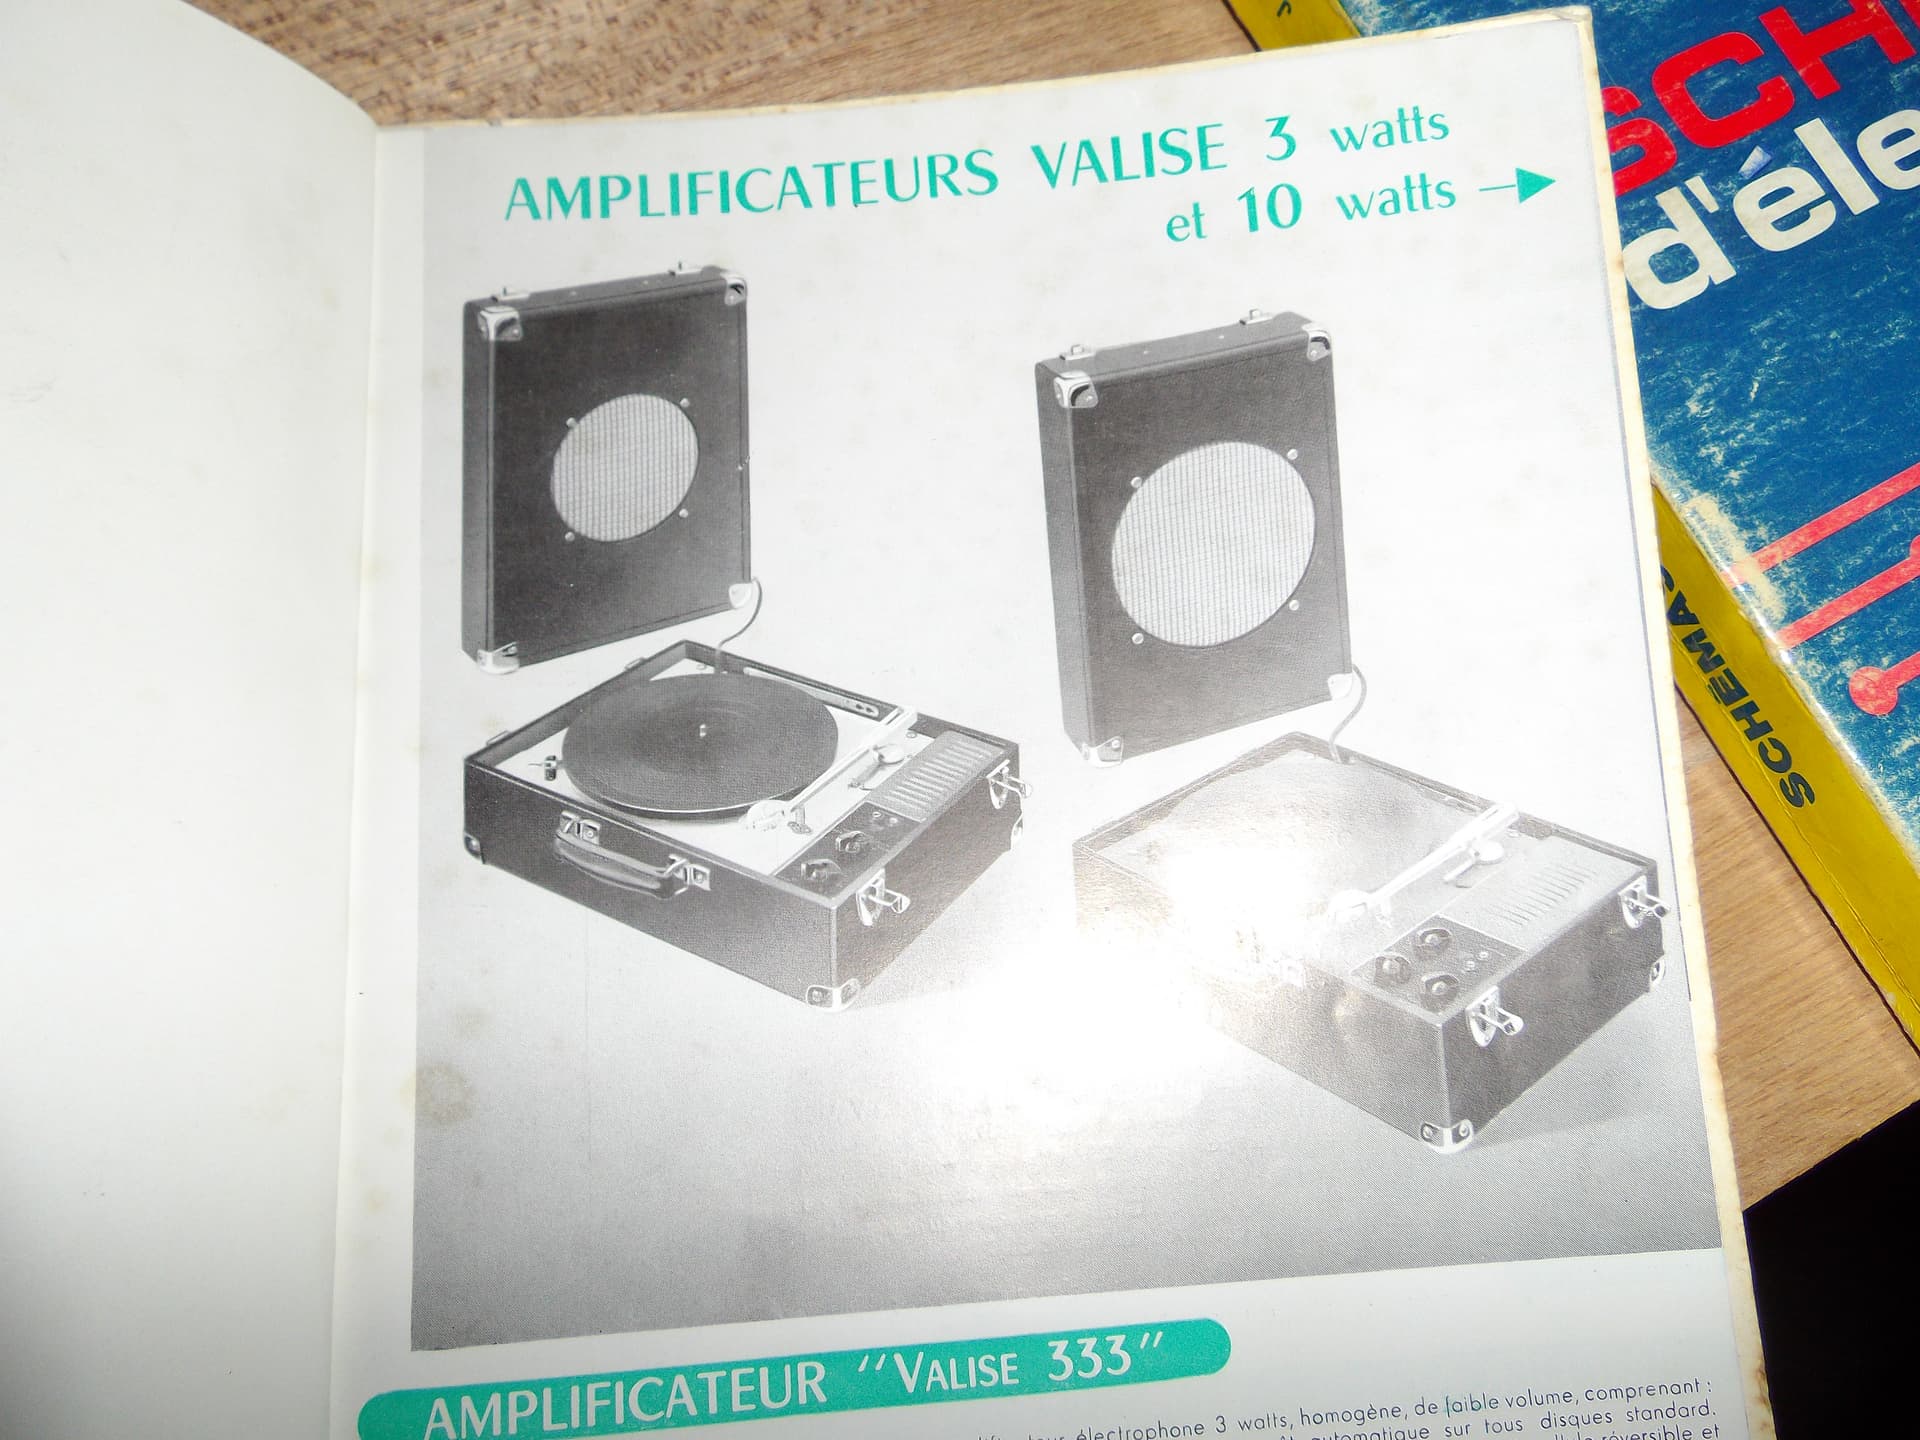 AMPLIFICATEURS VALISE 3 watts
et 10 watts
AMPLIFICATEUR "VALISE 333"
électrophone 3 watts, homogène, de faible volume, comprenant :
automatique sur tous disques standard.
réversible et
SCH
d'éle
SCHÉMAS